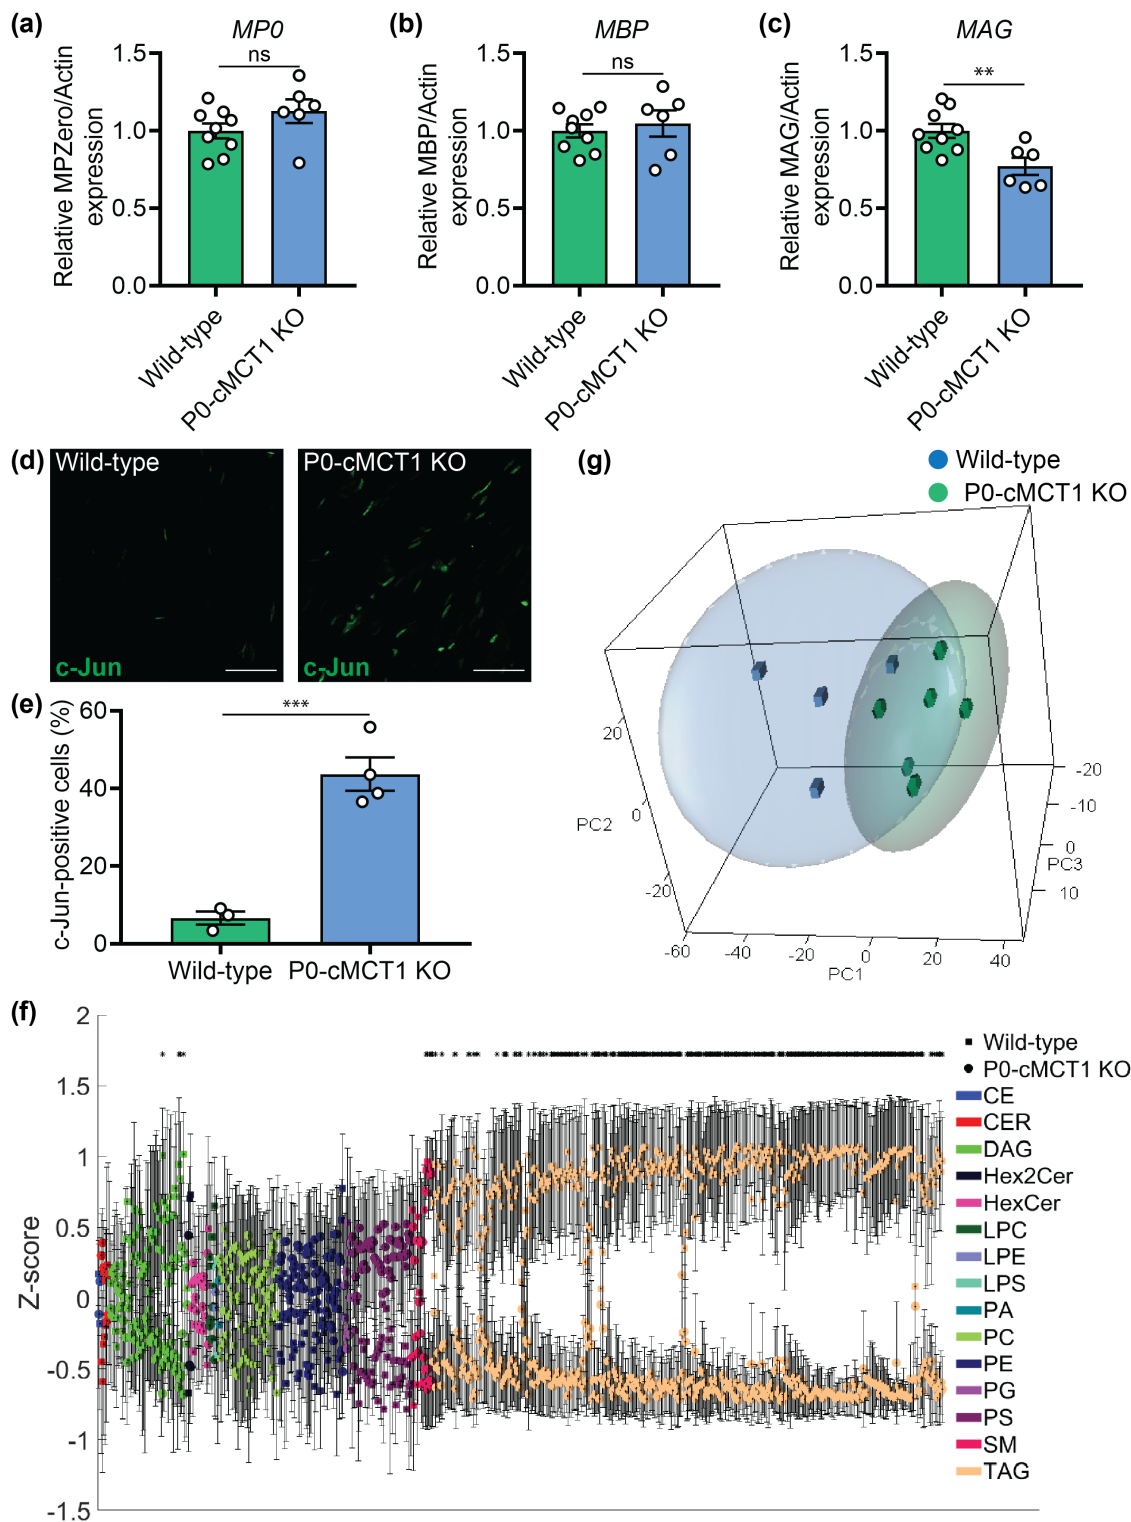 (a)
MP0
Relative MPZero/Actin
expression
1.5
1.0
0.5
0.0
ns
Wild-type
P0-cMCT1 KO
(b)
MBP
Relative MBP/Actin
expression
1.5
1.0
0.5
0.0
ns
Wild-type
P0-cMCT1 KO
(c)
MAG
Relative MAG/Actin
expression
1.5
1.0
0.5
0.0
**
Wild-type
P0-cMCT1 KO
(d)
Wild-type
c-Jun
P0-cMCT1 KO
c-Jun
(e)
c-Jun-positive cells (%)
60
40
20
0
***
Wild-type
P0-cMCT1 KO
(g)
Wild-type
P0-cMCT1 KO
20
0
-20
PC2
-60
-40
-20
0
20
40
PC1
-20
-10
0
10
PC3
(f)
Z-score
2
1.5
1
0.5
0
-0.5
-1
-1.5
Wild-type
P0-cMCT1 KO
CE
CER
DAG
Hex2Cer
HexCer
LPC
LPE
LPS
PA
PC
PE
PG
PS
SM
TAG